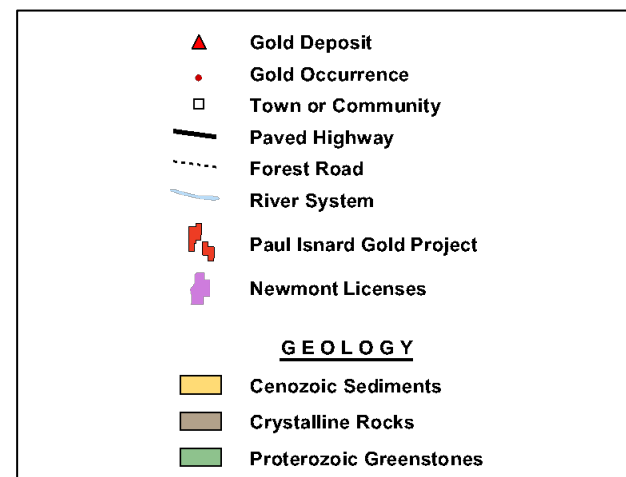 Gold Deposit
Gold Occurrence
Town or Community
Paved Highway
Forest Road
River System
Paul Isnard Gold Project
Newmont Licenses
GEOLOGY
Cenozoic Sediments
Crystalline Rocks
Proterozoic Greenstones